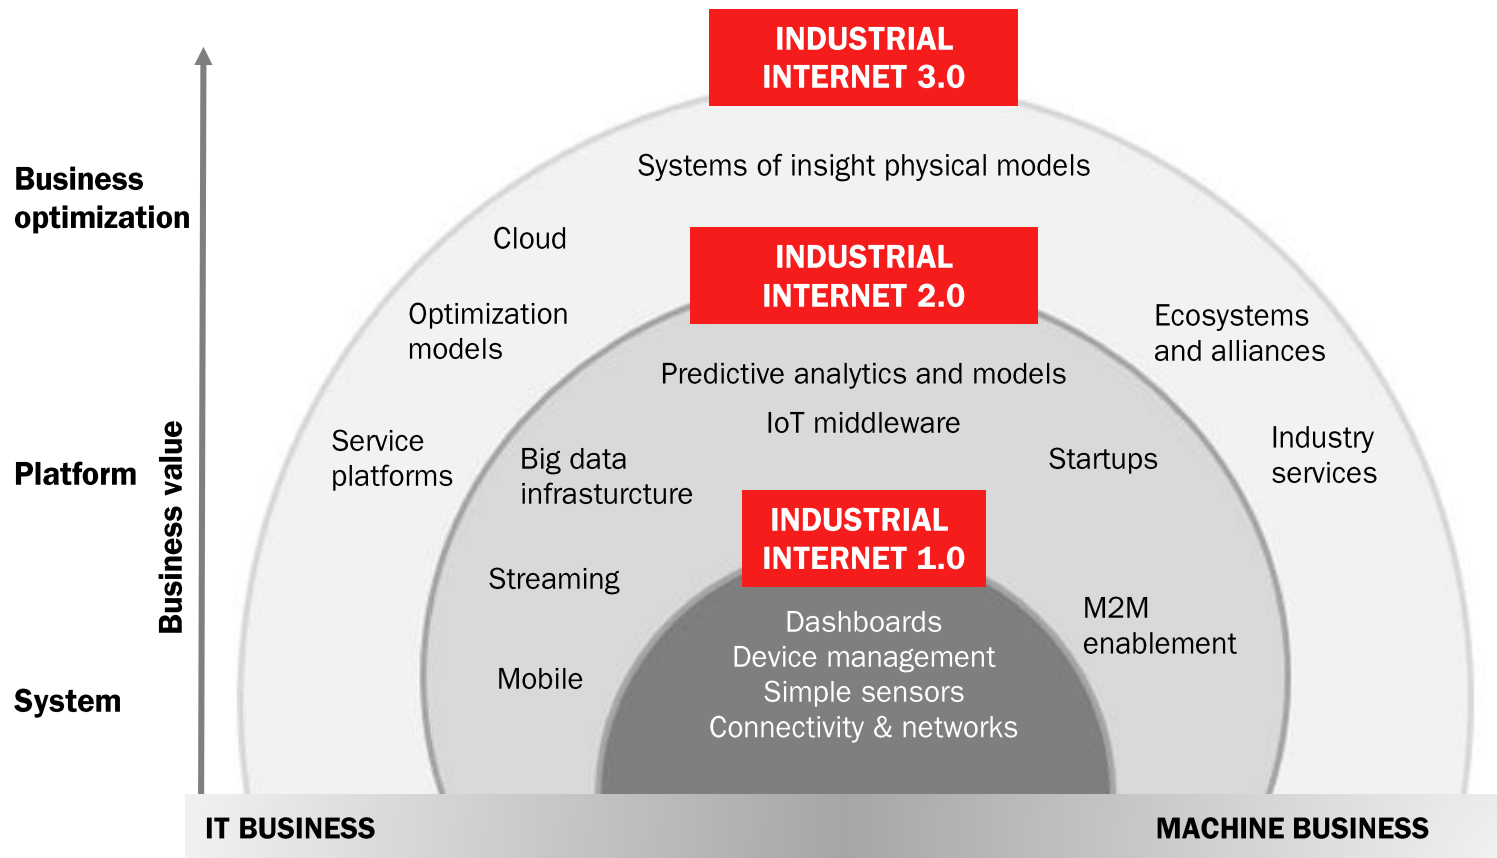 INDUSTRIAL
INTERNET 3.0
Systems of insight physical models
Business
optimization
Cloud
INDUSTRIAL
INTERNET 2.0
Optimization
models
Ecosystems
and alliances
Predictive analytics and models
IoT middleware
Service
platforms
Big data
infrasturcture
Startups
Industry
services
Platform
Business value
INDUSTRIAL
INTERNET 1.0
Streaming
Dashboards
Device management
Simple sensors
Connectivity & networks
M2M
enablement
Mobile
System
IT BUSINESS
MACHINE BUSINESS